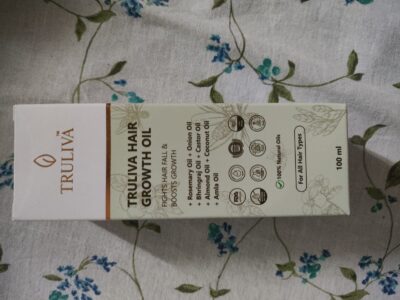 TRULIVA™
TRULIVA HAIR
GROWTH OIL
FIGHTS HAIR FALL &
BOOSTS GROWTH
• Rosemary Oil • Onion Oil
• Bhringraj Oil • Castor Oil
• Almond Oil • Coconut Oil
• Amla Oil
100% Natural Oils
For All Hair Types
100 ml